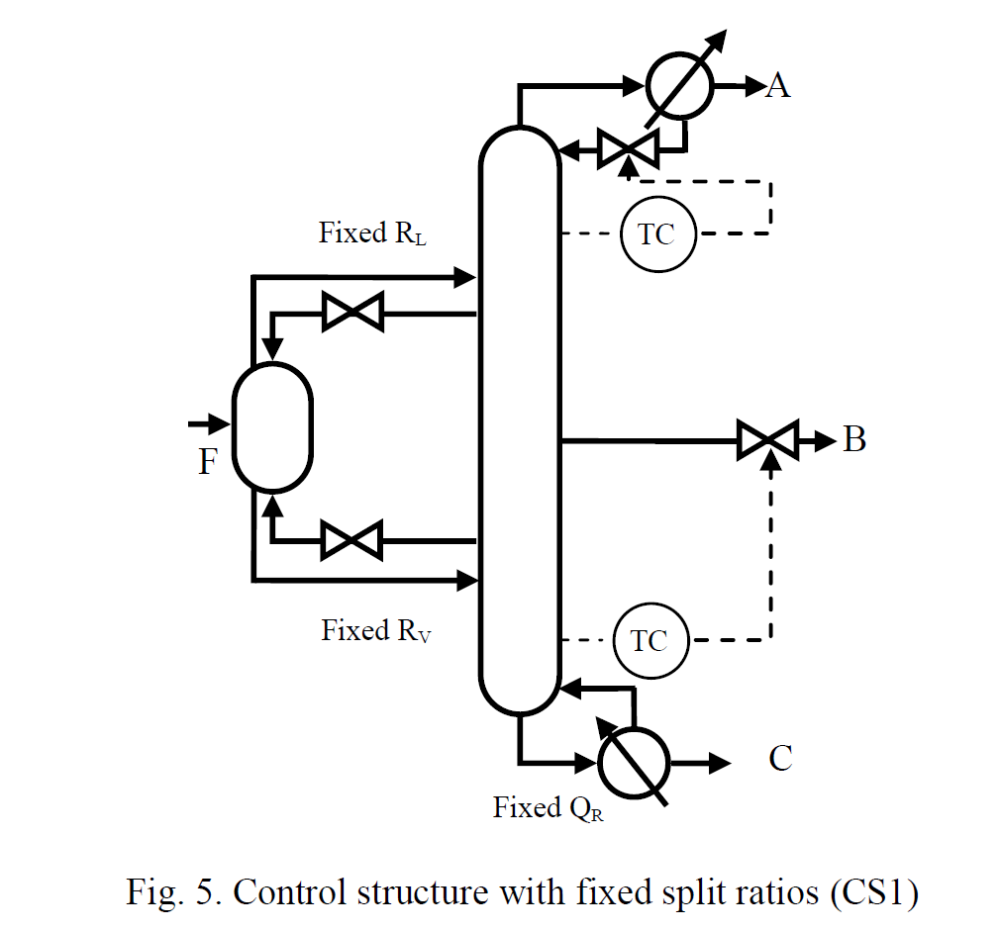 A
Fixed R_L
TC
B
F
Fixed R_V
TC
C
Fixed Q_R
Fig. 5. Control structure with fixed split ratios (CS1)